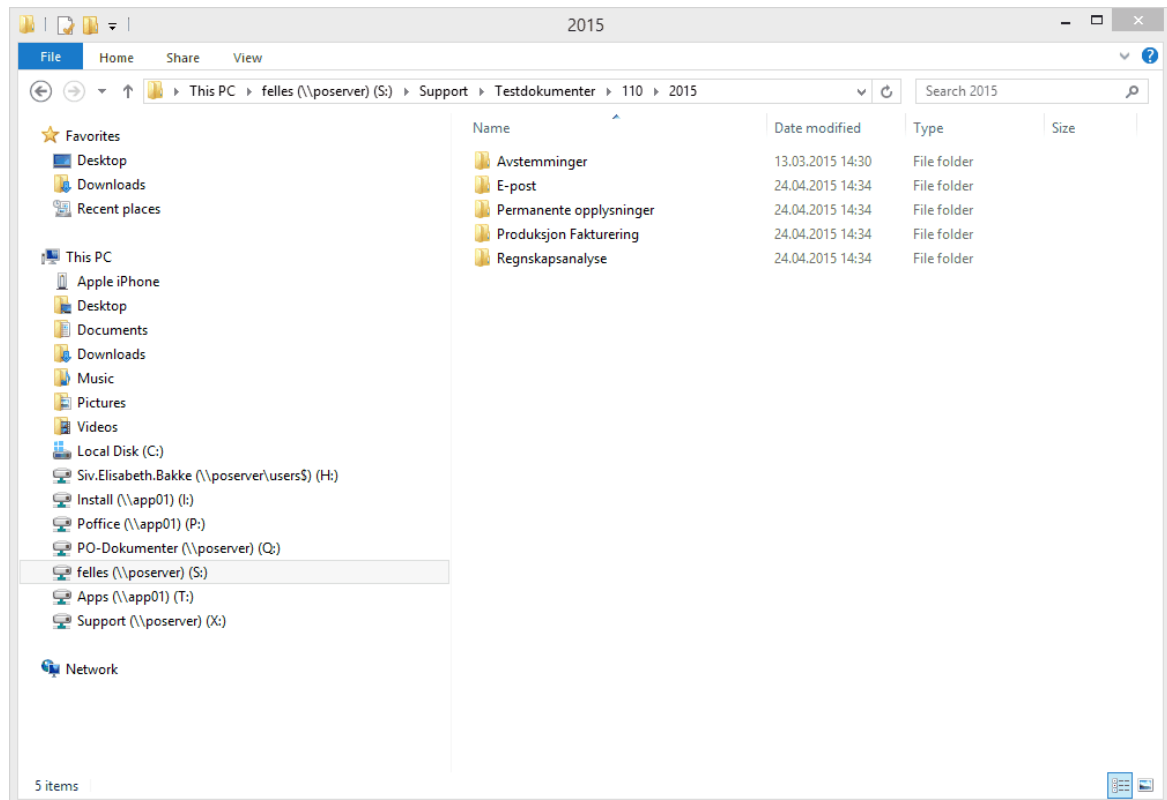 2015
File Home Share View
This PC felles (\\poserver) (S:) Support Testdokumenter 110 2015
Search 2015
Favorites
Desktop
Downloads
Recent places
This PC
Apple iPhone
Desktop
Documents
Downloads
Music
Pictures
Videos
Local Disk (C:)
Siv.Elisabeth.Bakke (\\poserver\users$) (H:)
Install (\\app01) (I:)
Poffice (\\app01) (P:)
PO-Dokumenter (\\poserver) (Q:)
felles (\\poserver) (S:)
Apps (\\app01) (T:)
Support (\\poserver) (X:)
Network
Name Date modified Type Size
Avstemminger 13.03.2015 14:30 File folder
E-post 24.04.2015 14:34 File folder
Permanente opplysninger 24.04.2015 14:34 File folder
Produksjon Fakturering 24.04.2015 14:34 File folder
Regnskapsanalyse 24.04.2015 14:34 File folder
5 items